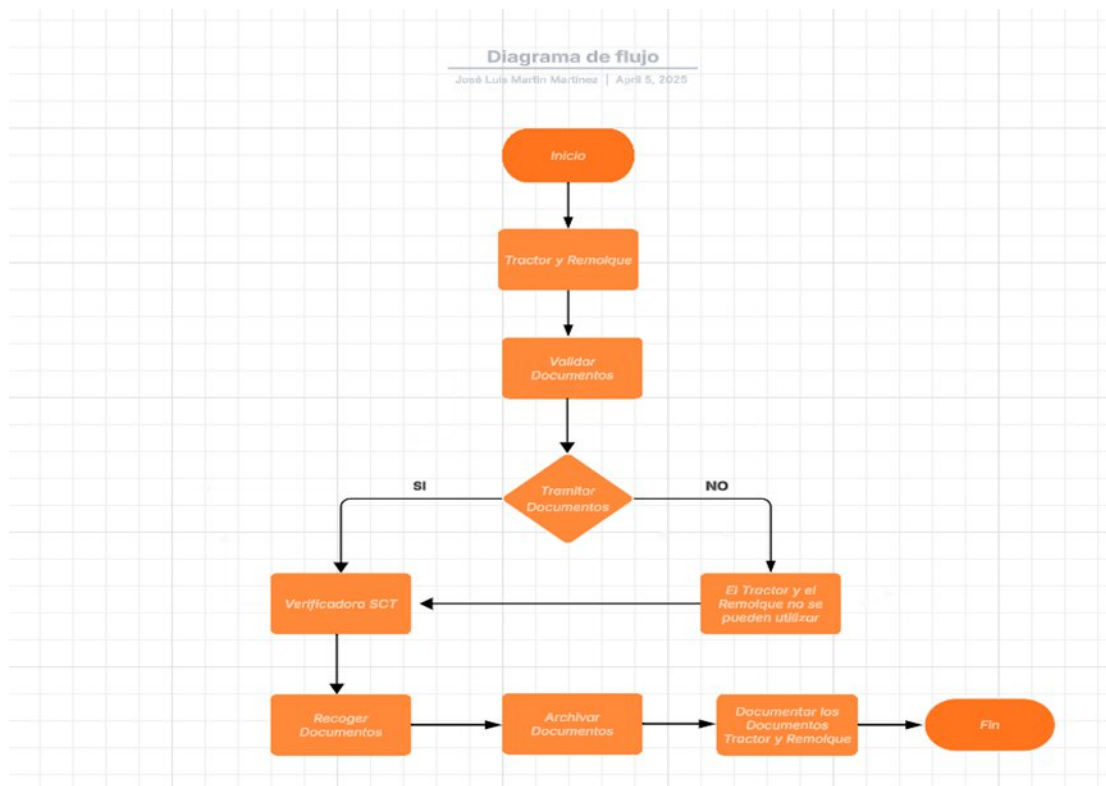 Diagrama de flujo
José Luis Martin Martinez | April 5, 2025
Inicio
Tractor y Remolque
Validar
Documentos
SI
Tramitar
Documentos
NO
Verificadora SCT
El Tractor y el
Remolque no se
pueden utilizar
Recoger
Documentos
Archivar
Documentos
Documentar los
Documentos
Tractor y Remolque
Fin